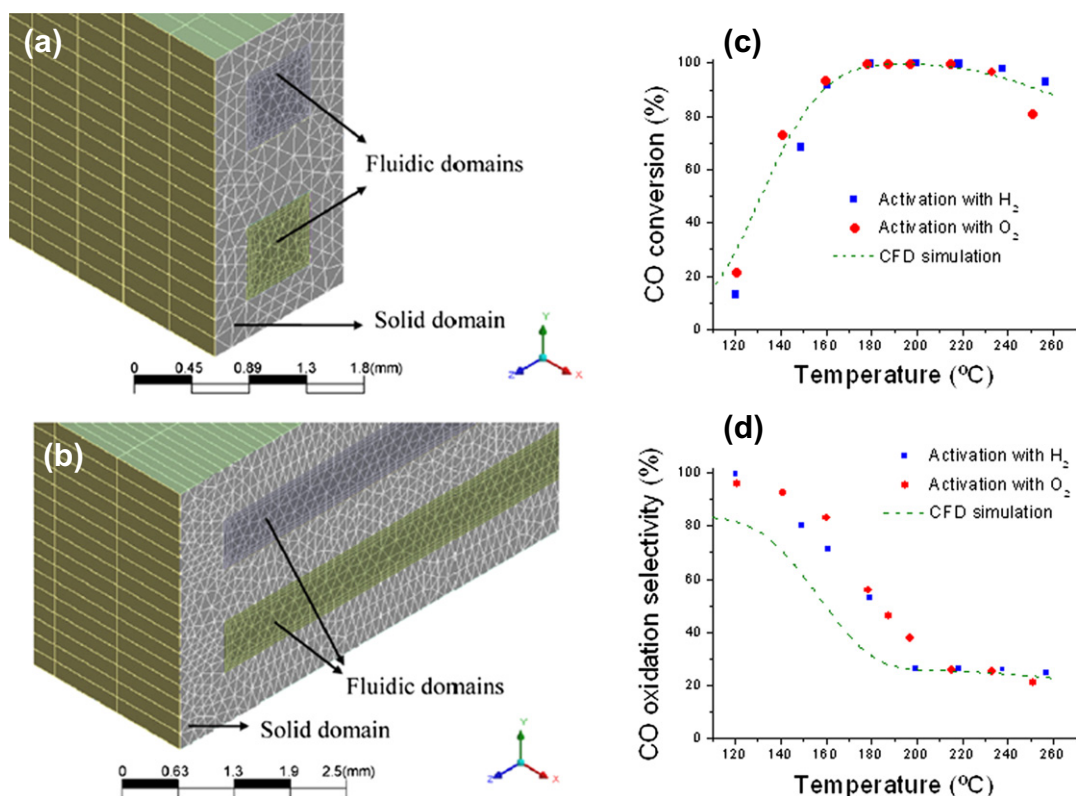 (a)
Fluidic domains
Solid domain
0 0.45 0.89 1.3 1.8(mm)
Y
Z
X
(b)
Fluidic domains
Solid domain
0 0.63 1.3 1.9 2.5(mm)
Y
Z
X
(c)
CO conversion (%)
100
80
60
40
20
0
Activation with H₂
Activation with O₂
CFD simulation
120 140 160 180 200 220 240 260
Temperature (ºC)
(d)
CO oxidation selectivity (%)
100
80
60
40
20
0
Activation with H₂
Activation with O₂
CFD simulation
120 140 160 180 200 220 240 260
Temperature (ºC)